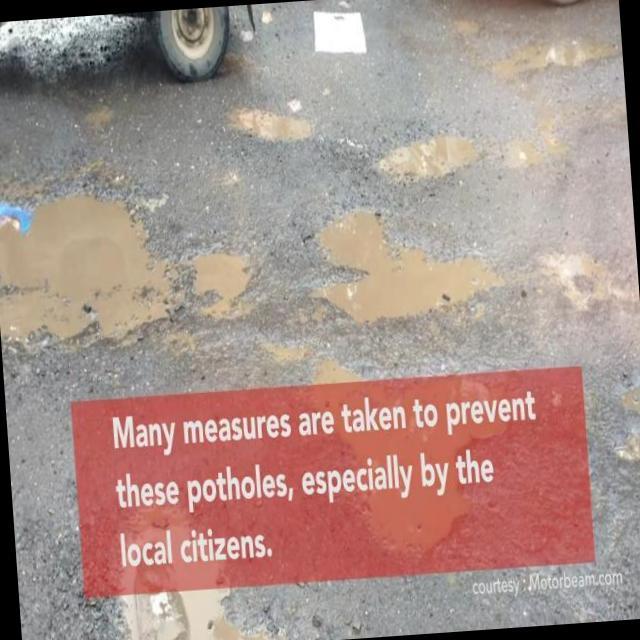 Many measures are taken to prevent
these potholes, especially by the
local citizens.
courtesy : Motorbeam.com